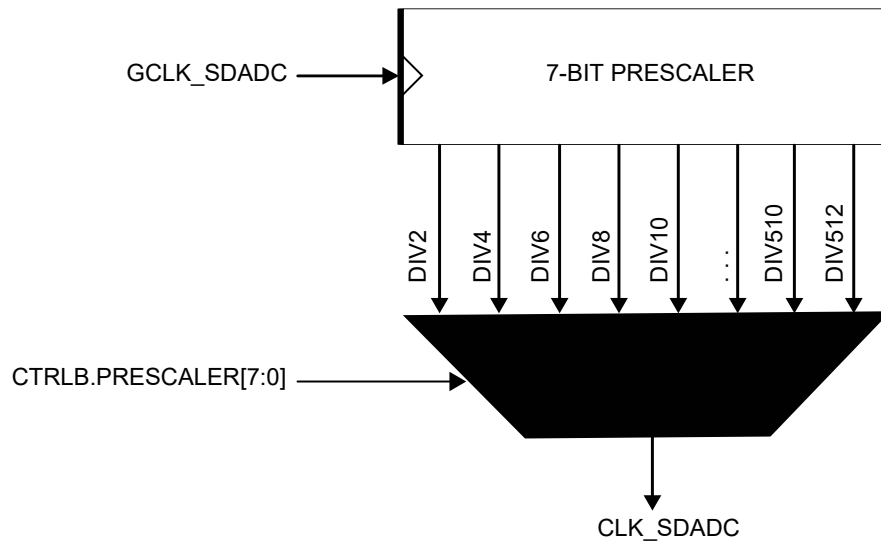 GCLK_SDADC
7-BIT PRESCALER
DIV2
DIV4
DIV6
DIV8
DIV10
. . .
DIV510
DIV512
CTRLB.PRESCALER[7:0]
CLK_SDADC